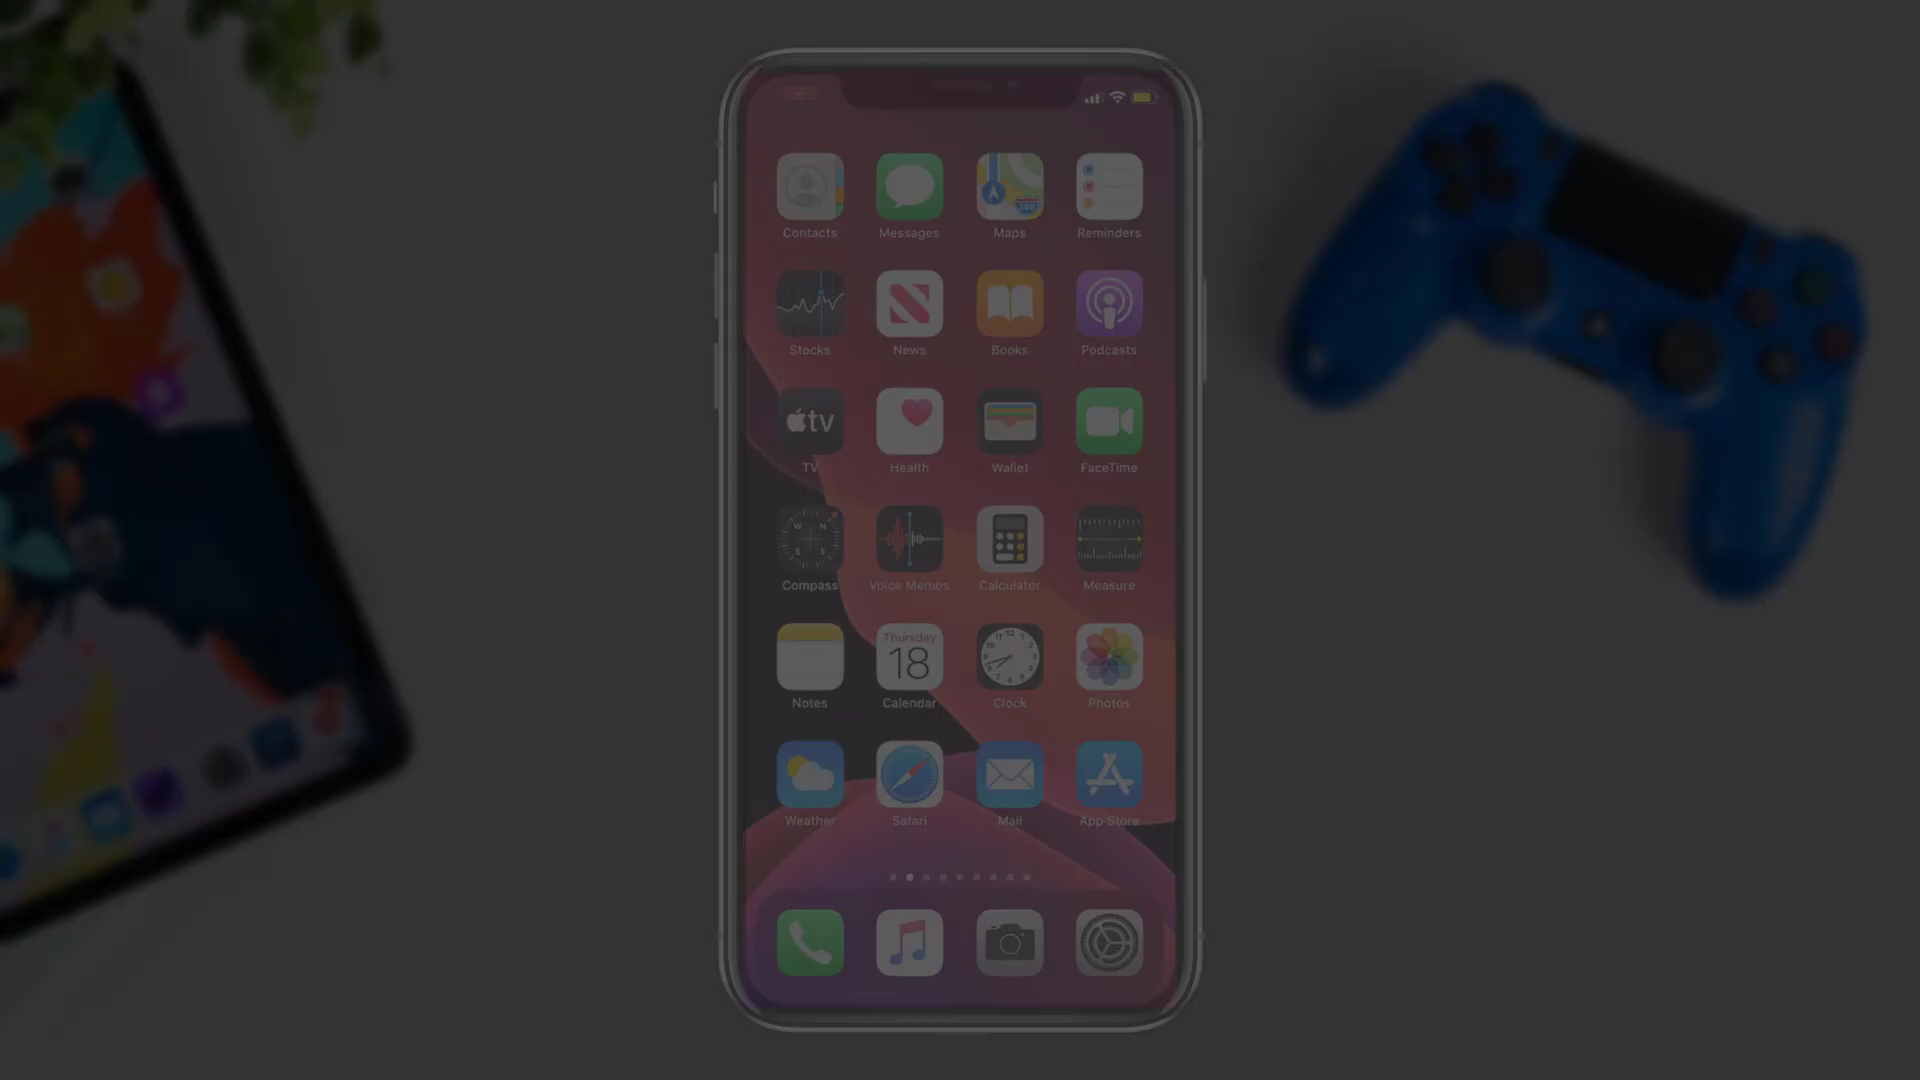 Contacts Messages Maps Reminders
Stocks News Books Podcasts
tv
TV Health Wallet FaceTime
W N
S E
Compass Voice Memos Calculator Measure
Thursday
18
Notes Calendar Clock Photos
Weather Safari Mail App Store